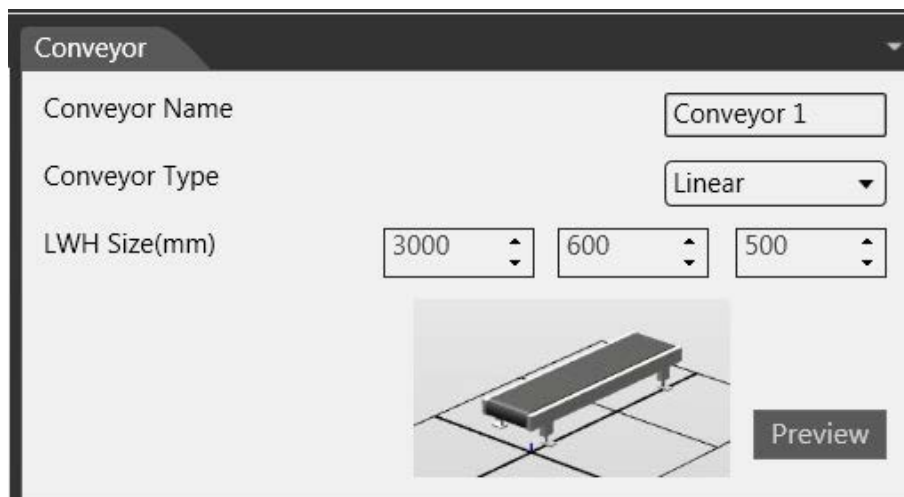 Conveyor
Conveyor Name Conveyor 1
Conveyor Type Linear
LWH Size(mm) 3000 600 500
Preview